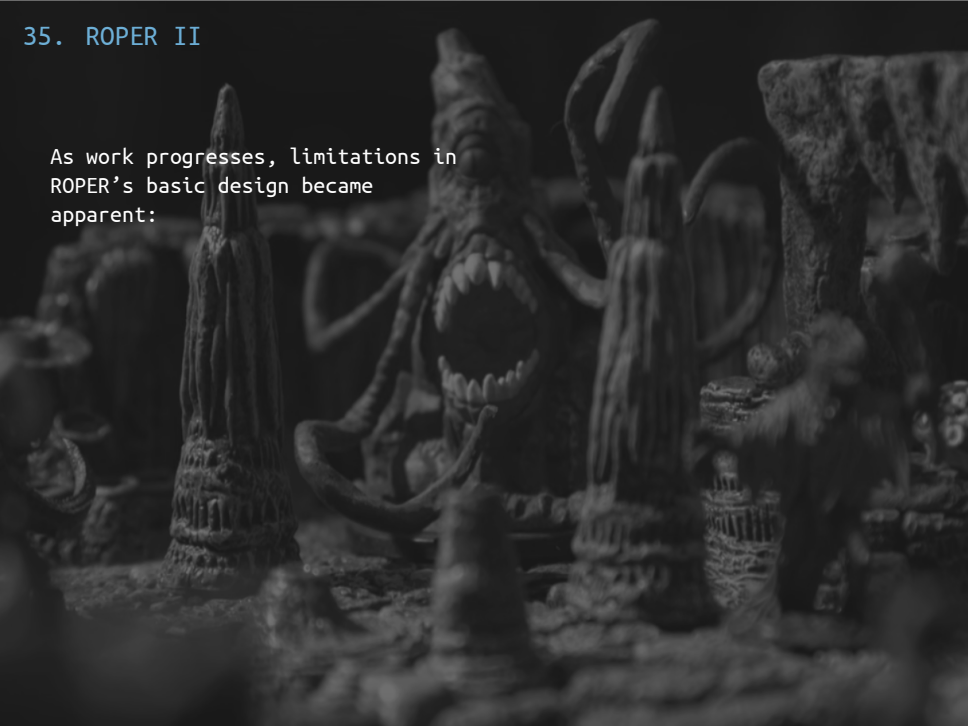 35. ROPER II
As work progresses, limitations in
ROPER’s basic design became
apparent: